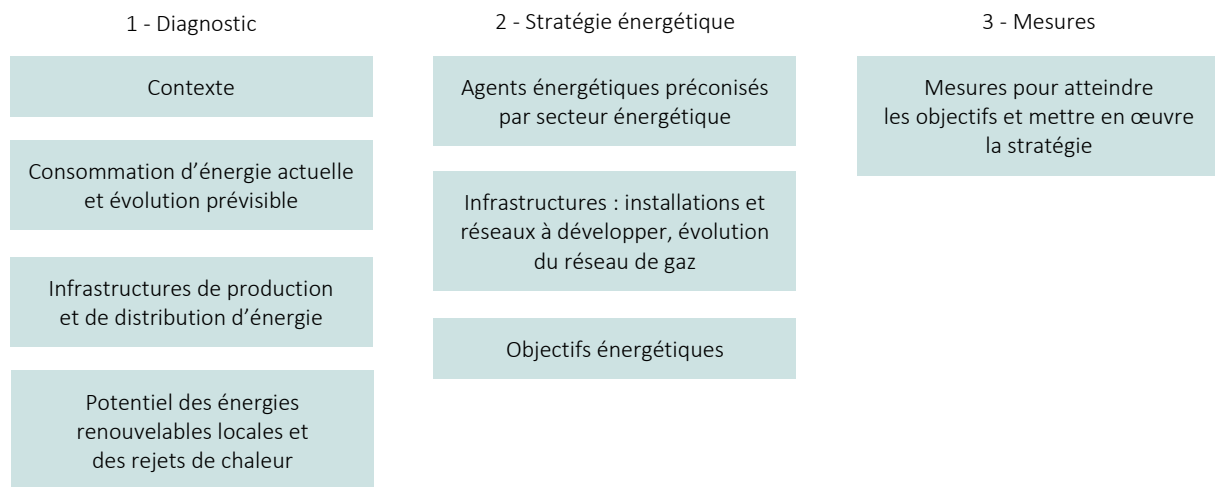 1 - Diagnostic
Contexte
Consommation d’énergie actuelle
et évolution prévisible
Infrastructures de production
et de distribution d’énergie
Potentiel des énergies
renouvelables locales et
des rejets de chaleur
2 - Stratégie énergétique
Agents énergétiques préconisés
par secteur énergétique
Infrastructures : installations et
réseaux à développer, évolution
du réseau de gaz
Objectifs énergétiques
3 - Mesures
Mesures pour atteindre
les objectifs et mettre en œuvre
la stratégie